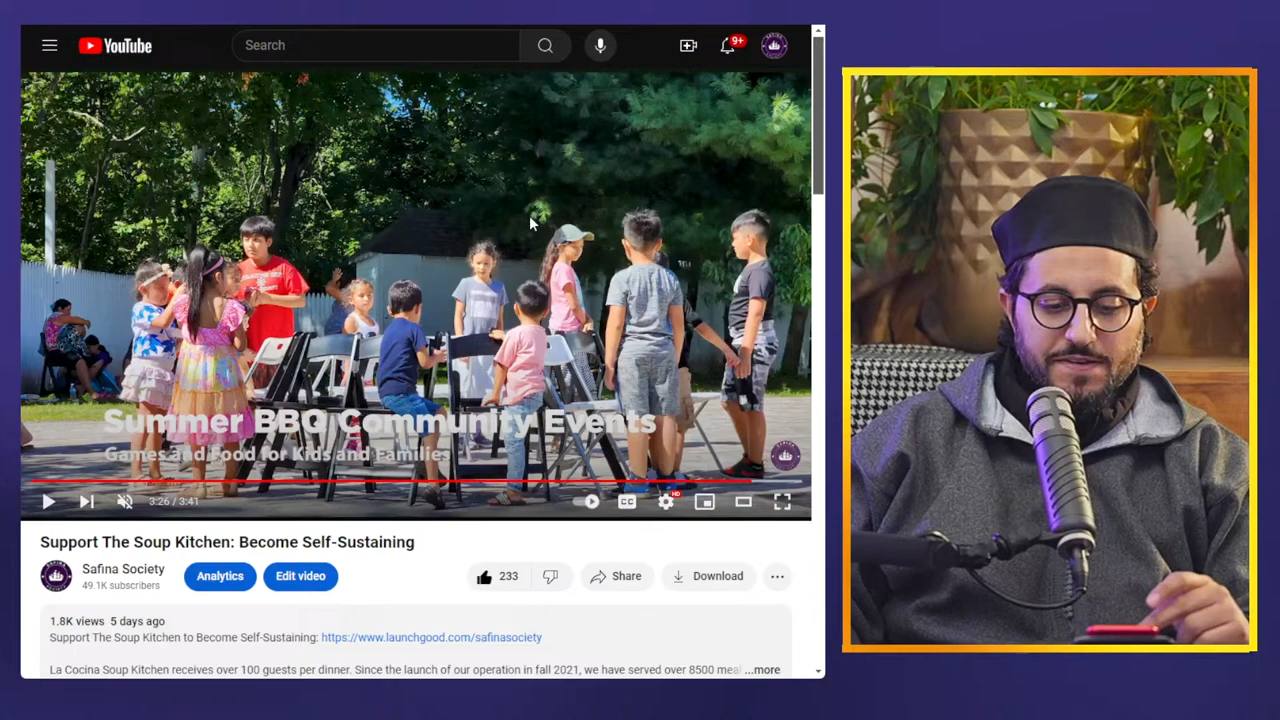 YouTube
Search
9+
Summer BBQ Community Events
Games and Food for Kids and Families
3:26 / 3:41
CC
HD
Support The Soup Kitchen: Become Self-Sustaining
Safina Society
49.1K subscribers
Analytics
Edit video
233
Share
Download
1.8K views 5 days ago
Support The Soup Kitchen to Become Self-Sustaining: https://www.launchgood.com/safinasociety
La Cocina Soup Kitchen receives over 100 guests per dinner. Since the launch of our operation in fall 2021, we have served over 8500 meal ...more